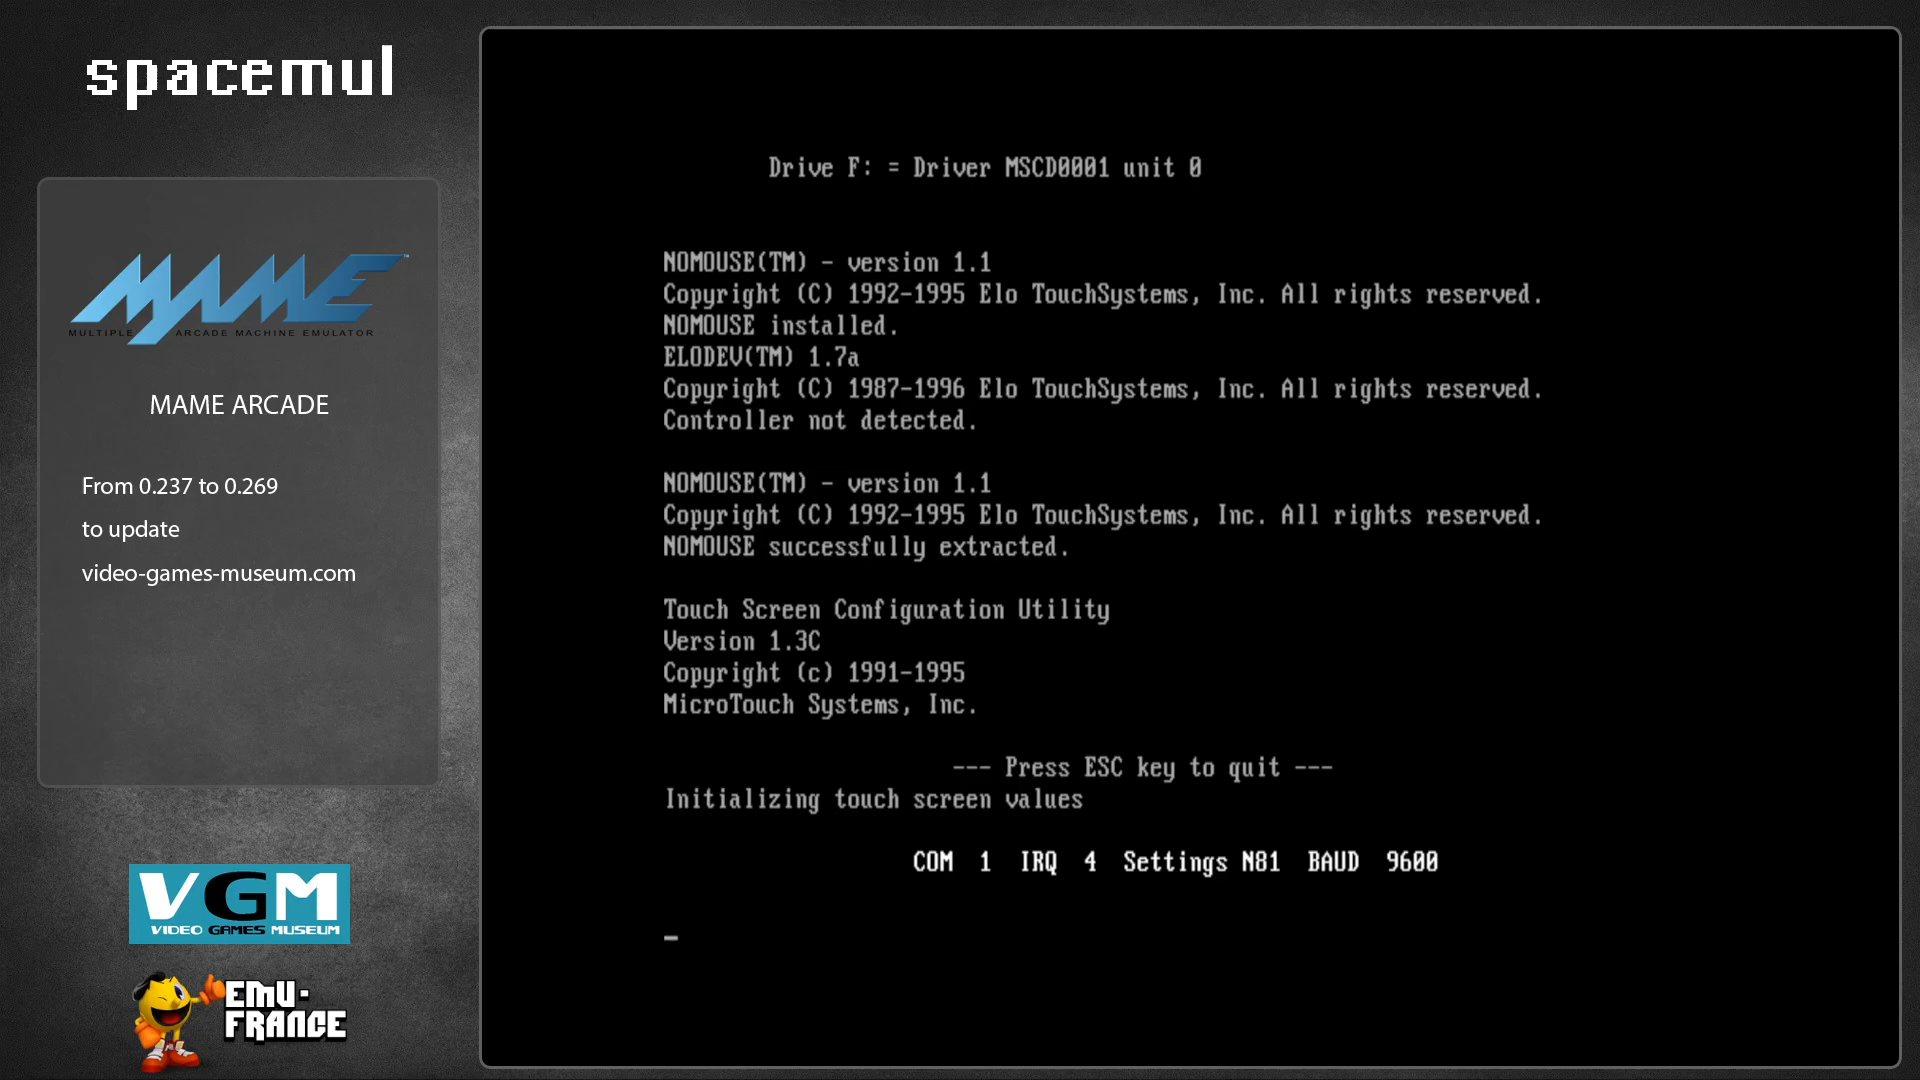 spacemul
MAME
MULTIPLE ARCADE MACHINE EMULATOR
MAME ARCADE
From 0.237 to 0.269
to update
video-games-museum.com
VGM
VIDEO GAMES MUSEUM
EMU-
FRANCE
Drive F: = Driver MSCD0001 unit 0
NOMOUSE(TM) - version 1.1
Copyright (C) 1992-1995 Elo TouchSystems, Inc. All rights reserved.
NOMOUSE installed.
ELODEV(TM) 1.7a
Copyright (C) 1987-1996 Elo TouchSystems, Inc. All rights reserved.
Controller not detected.
NOMOUSE(TM) - version 1.1
Copyright (C) 1992-1995 Elo TouchSystems, Inc. All rights reserved.
NOMOUSE successfully extracted.
Touch Screen Configuration Utility
Version 1.3C
Copyright (c) 1991-1995
MicroTouch Systems, Inc.
--- Press ESC key to quit ---
Initializing touch screen values
COM 1 IRQ 4 Settings N81 BAUD 9600
_